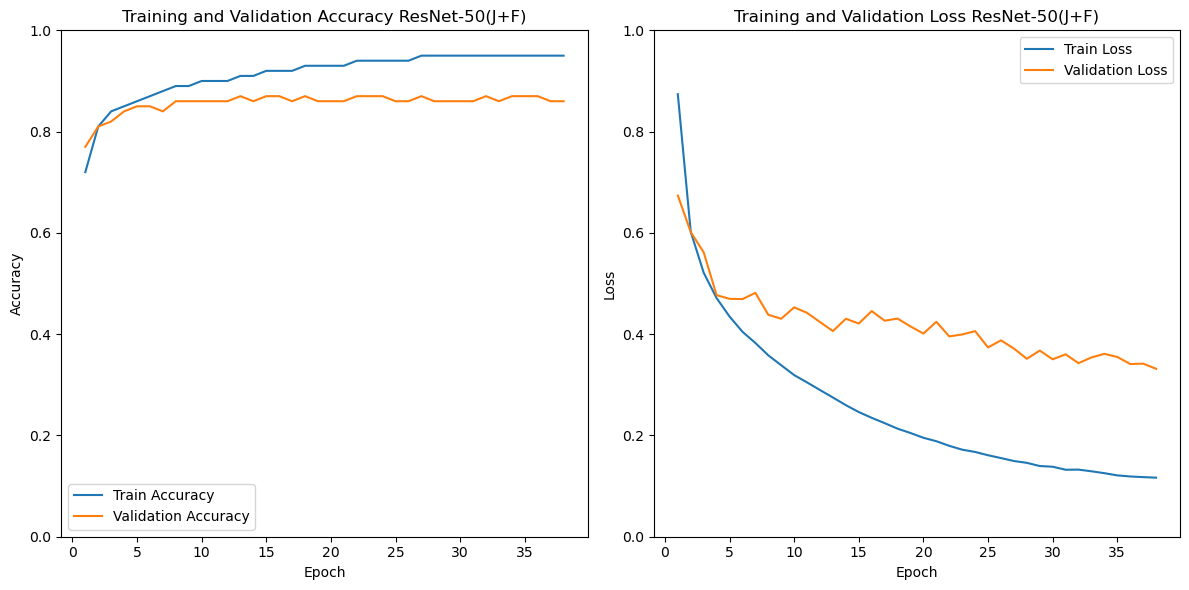 Training and Validation Accuracy ResNet-50(J+F)
1.0
0.8
0.6
0.4
0.2
0.0
Accuracy
Train Accuracy
Validation Accuracy
0 5 10 15 20 25 30 35
Epoch
Training and Validation Loss ResNet-50(J+F)
1.0
0.8
0.6
0.4
0.2
0.0
Loss
Train Loss
Validation Loss
0 5 10 15 20 25 30 35
Epoch